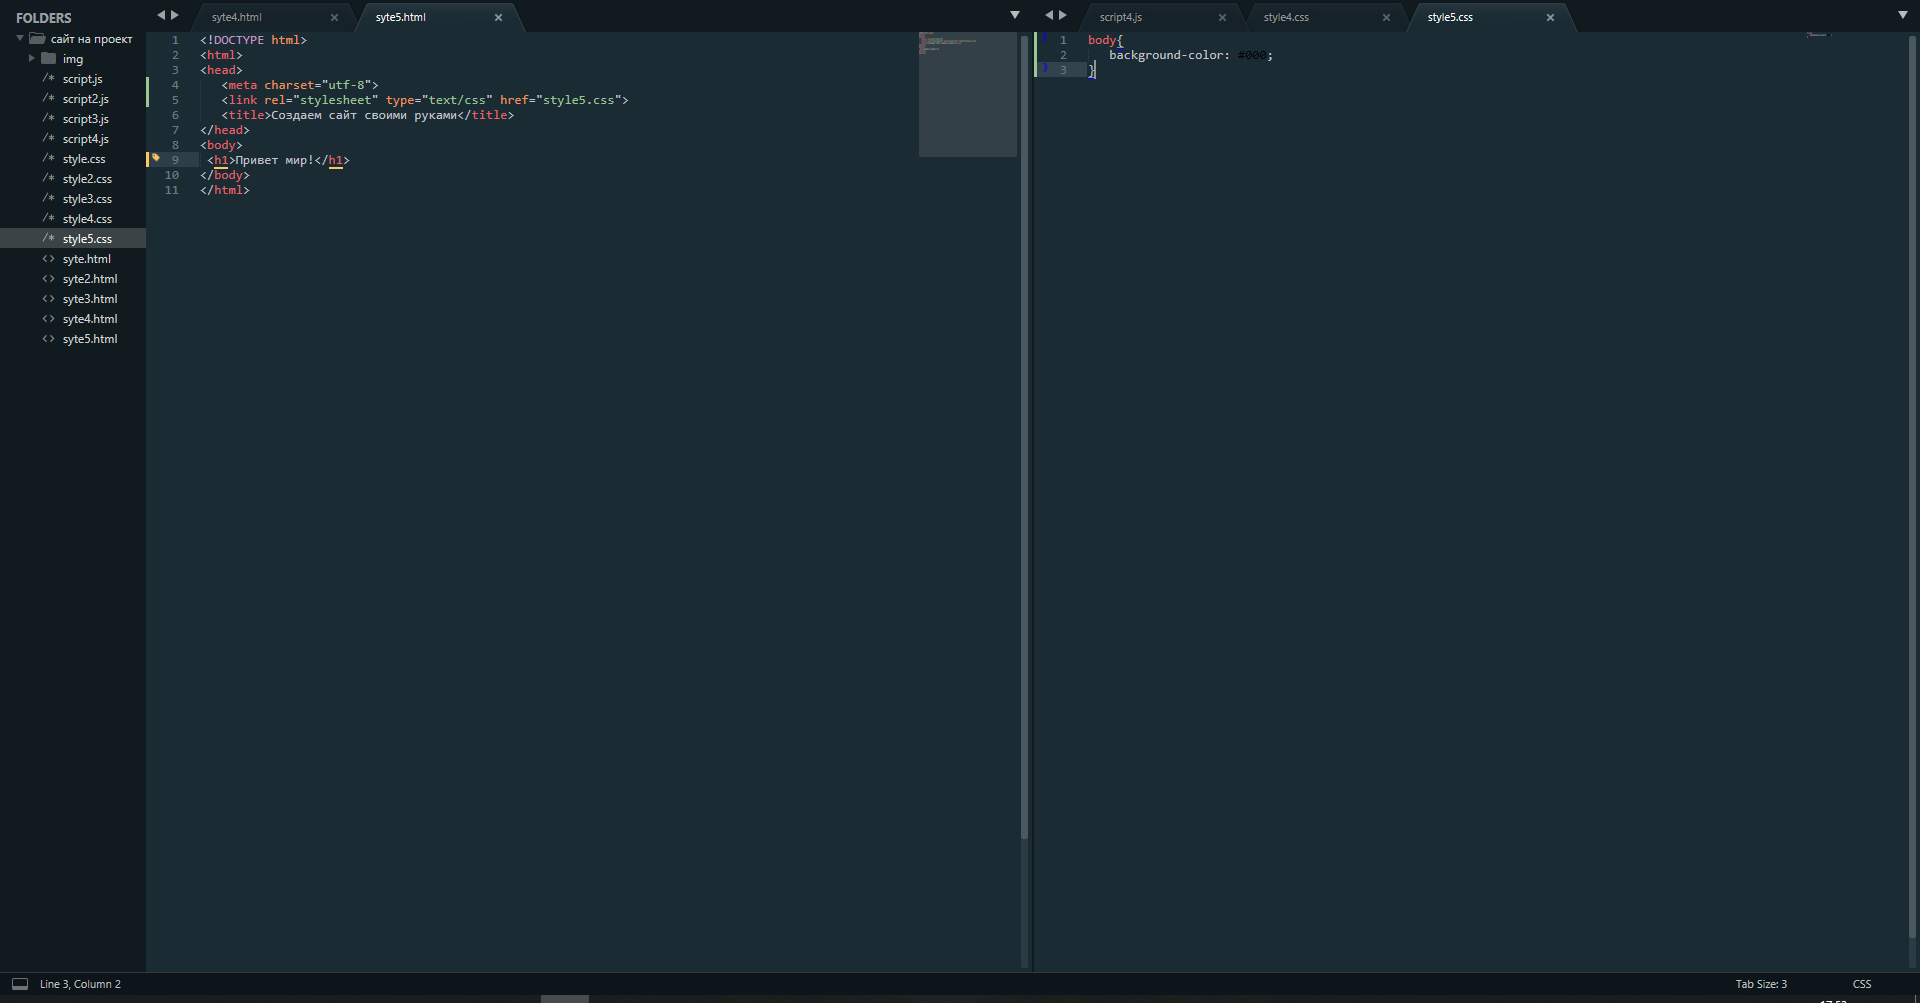 FOLDERS
сайт на проект
img
script.js
script2.js
script3.js
script4.js
style.css
style2.css
style3.css
style4.css
style5.css
syte.html
syte2.html
syte3.html
syte4.html
syte5.html
syte4.html
syte5.html
1 <!DOCTYPE html>
2 <html>
3 <head>
4 <meta charset="utf-8">
5 <link rel="stylesheet" type="text/css" href="style5.css">
6 <title>Создаем сайт своими руками</title>
7 </head>
8 <body>
9 <h1>Привет мир!</h1>
10 </body>
11 </html>
script4.js
style4.css
style5.css
1 body{
2 background-color: #000;
3 }
Line 3, Column 2
Tab Size: 3
CSS